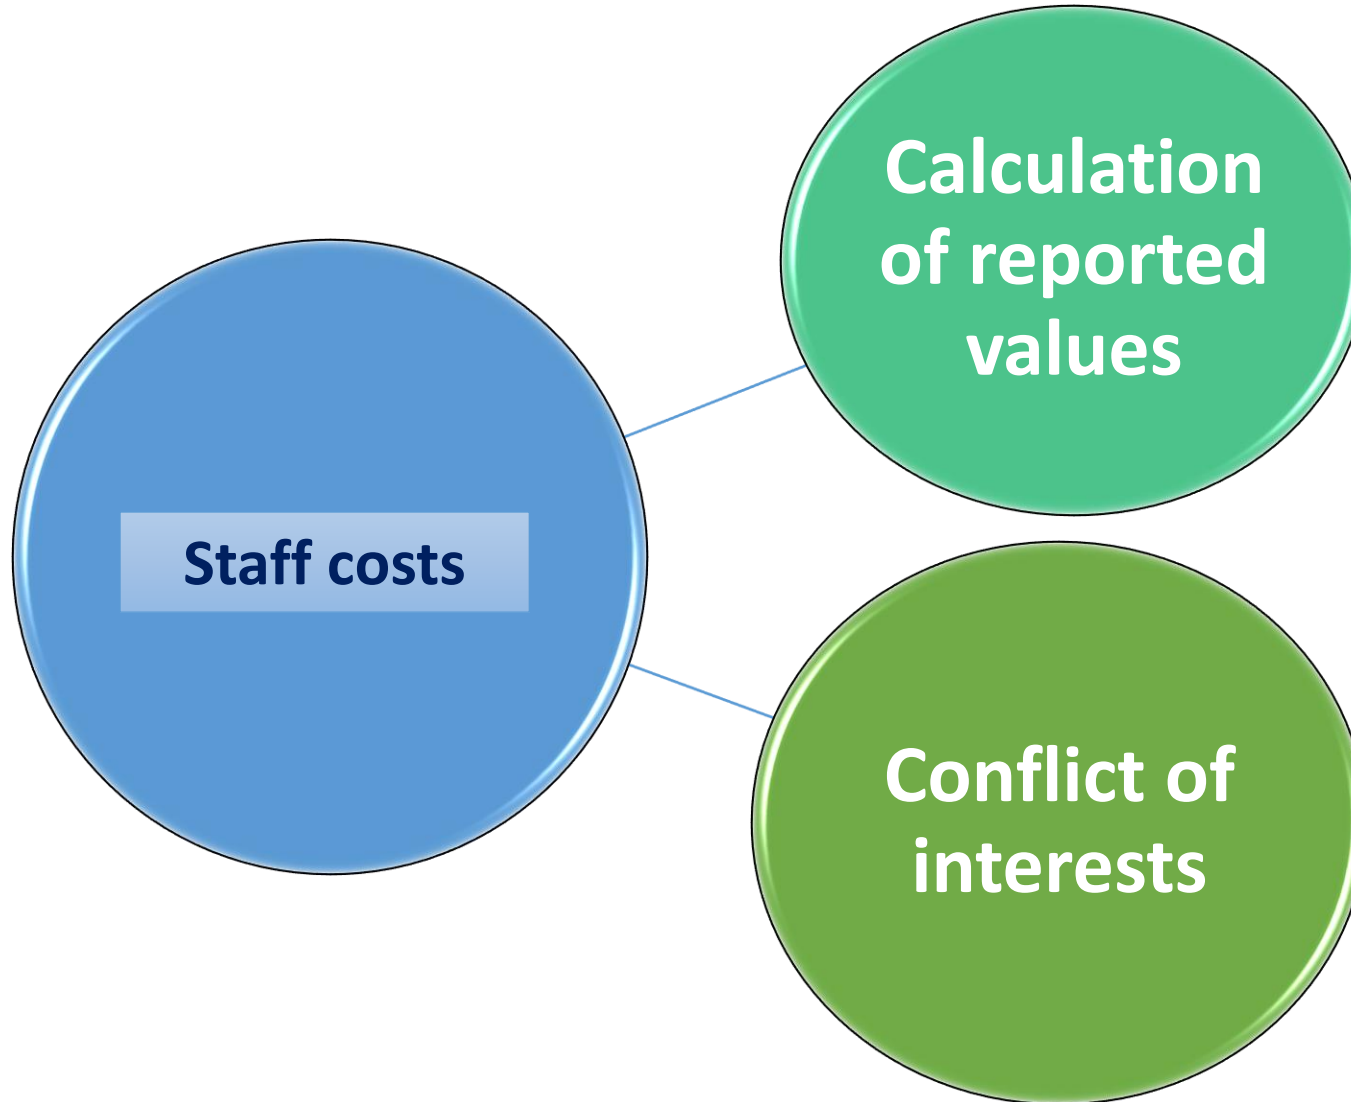 Calculation
of reported
values
Staff costs
Conflict of
interests